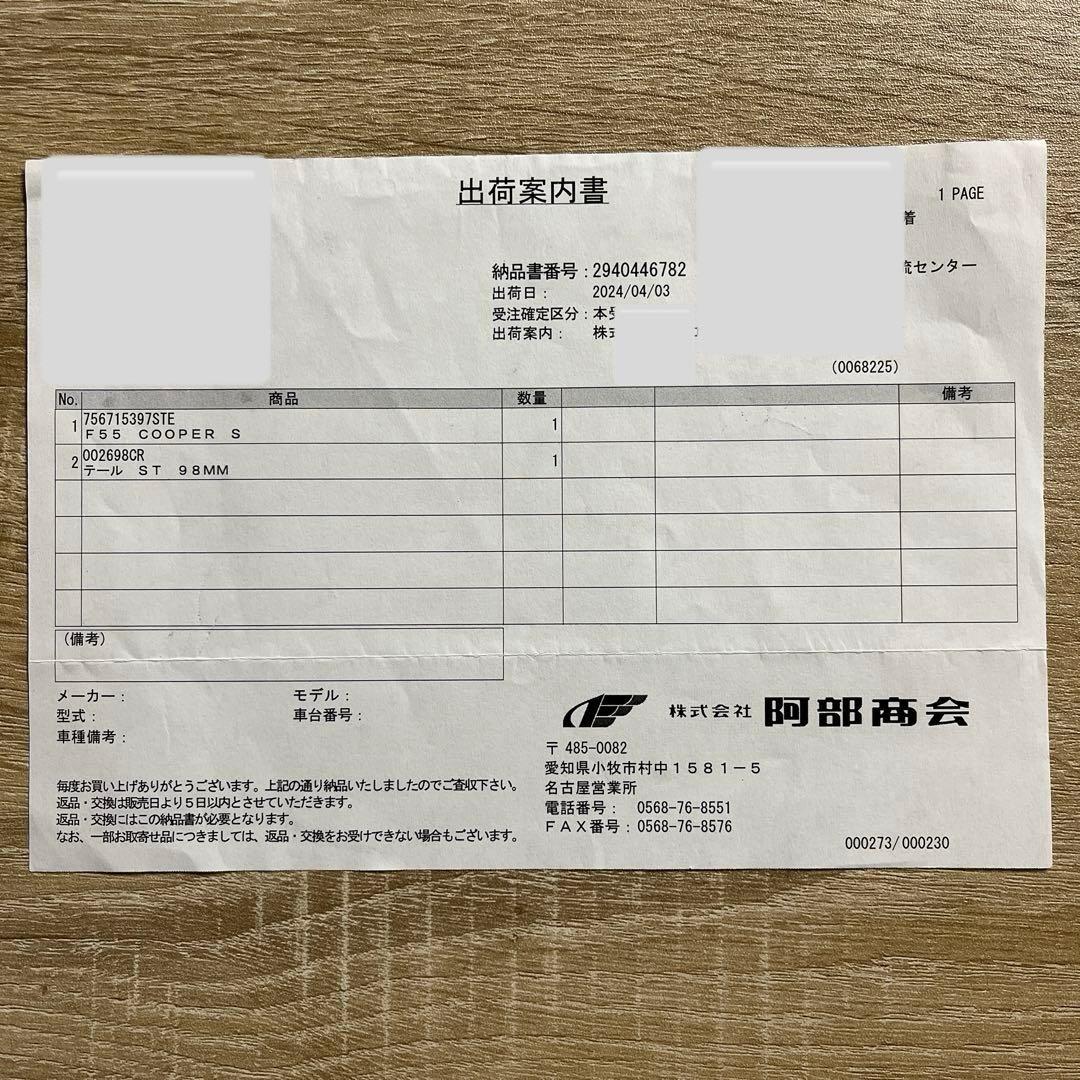 出荷案内書
1 PAGE
着
納品書番号：2940446782
流センター
出荷日： 2024/04/03
受注確定区分：本受
出荷案内： 株式
(0068225)
No. 商品 数量 備考
1 756715397STE 1
Ｆ５５ ＣＯＯＰＥＲ Ｓ
2 002698CR 1
テール ＳＴ ９８ＭＭ
(備考)
メーカー： モデル：
型式： 車台番号：
車種備考：
株式会社 阿部商会
〒 485-0082
愛知県小牧市村中１５８１－５
名古屋営業所
電話番号： 0568-76-8551
ＦＡＸ番号： 0568-76-8576
毎度お買い上げありがとうございます。上記の通り納品いたしましたのでご査収下さい。
返品・交換は販売日より５日以内とさせていただきます。
返品・交換にはこの納品書が必要となります。
なお、一部お取寄せ品につきましては、返品・交換をお受けできない場合もございます。
000273/000230